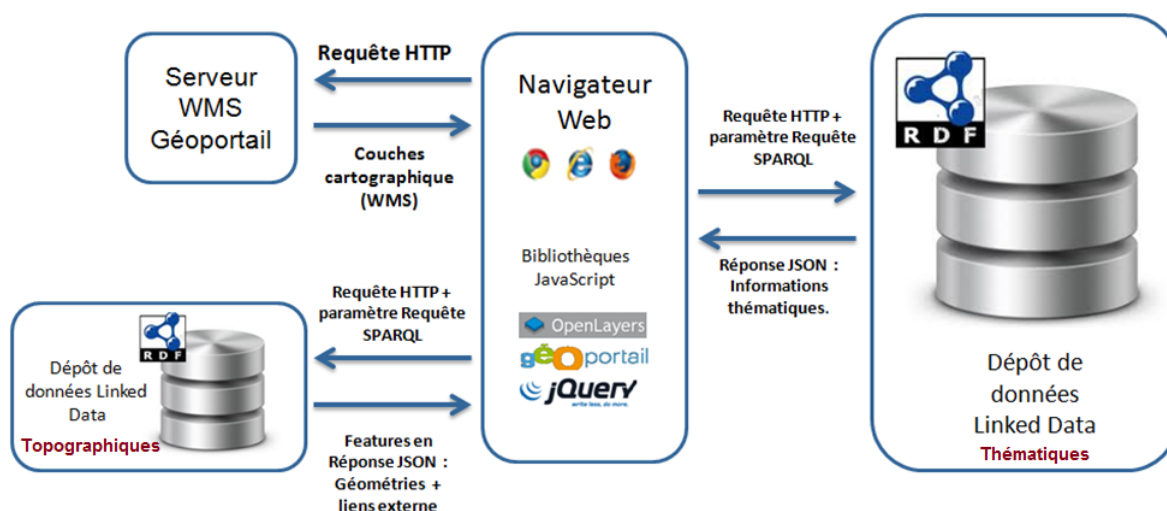 Serveur
WMS
Géoportail
Requête HTTP
Couches
cartographique
(WMS)
Navigateur
Web
Bibliothèques
JavaScript
OpenLayers
géoportail
jQuery
write less, do more.
Requête HTTP +
paramètre Requête
SPARQL
Réponse JSON :
Informations
thématiques.
RDF
Dépôt de
données
Linked Data
Thématiques
RDF
Dépôt de
données Linked
Data
Topographiques
Requête HTTP +
paramètre Requête
SPARQL
Features en
Réponse JSON :
Géométries +
liens externe